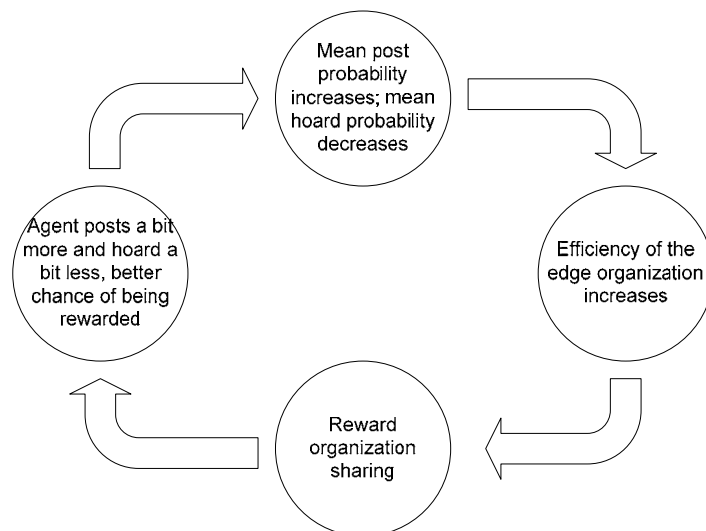 Mean post
probability
increases; mean
hoard probability
decreases
Efficiency of the
edge organization
increases
Reward
organization
sharing
Agent posts a bit
more and hoard a
bit less, better
chance of being
rewarded